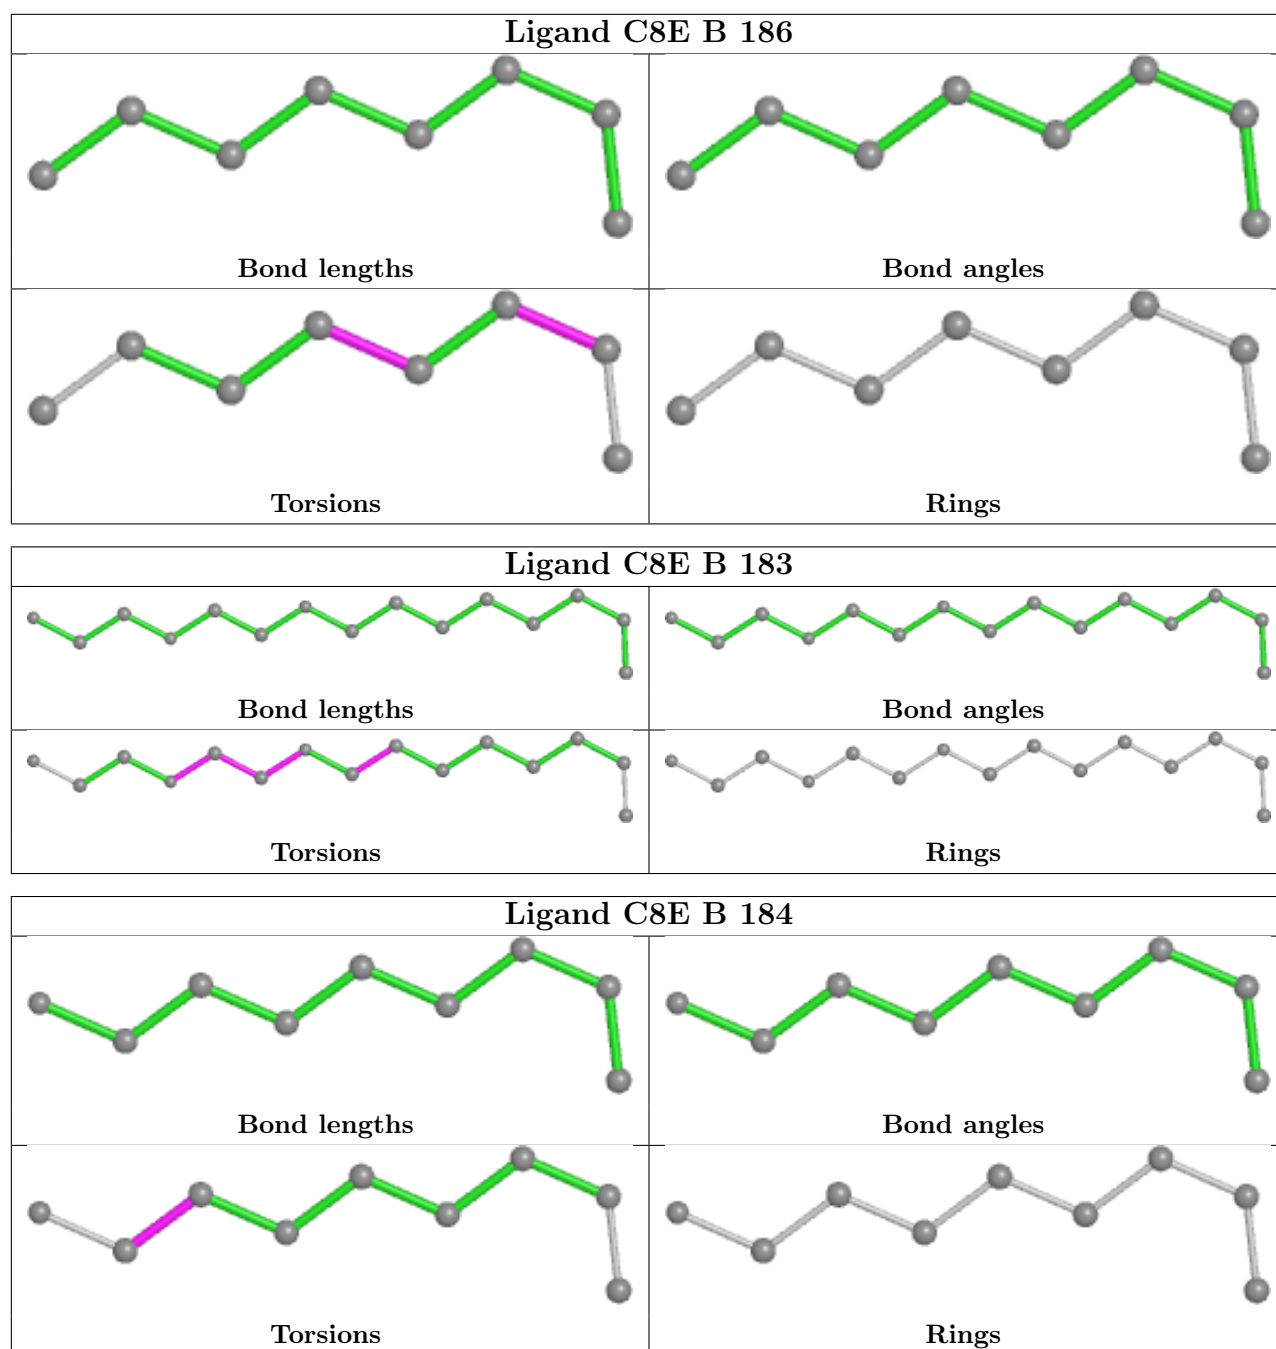 Ligand C8E B 186
Bond lengths
Bond angles
Torsions
Rings
Ligand C8E B 183
Bond lengths
Bond angles
Torsions
Rings
Ligand C8E B 184
Bond lengths
Bond angles
Torsions
Rings